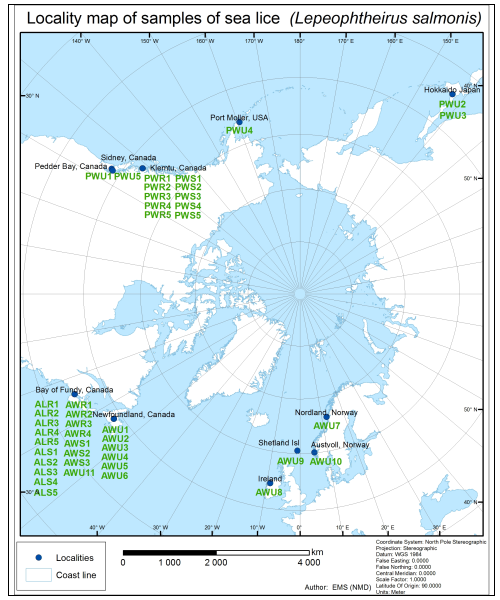 Locality map of samples of sea lice (Lepeophtheirus salmonis)
140° W 150° W 160° W 170° W 180° 170° E 160° E 150° E
30° N
40° N
Hokkaido Japan
PWU2
PWU3
Port Moller, USA
PWU4
Sidney, Canada
Pedder Bay, Canada
Klemtu, Canada
PWU1 PWU5
PWR1 PWS1
PWR2 PWS2
PWR3 PWS3
PWR4 PWS4
PWR5 PWS5
50° N
Bay of Fundy, Canada
Newfoundland, Canada
ALR1 AWR1
ALR2 AWR2
ALR3 AWR3
ALR4 AWR4
ALR5 AWS1
ALS1 AWS2
ALS2 AWS3
ALS3 AWU11
ALS4
ALS5
AWU1
AWU2
AWU3
AWU4
AWU5
AWU6
Nordland, Norway
AWU7
50° N
Shetland Isl
AWU9
Austvoll, Norway
AWU10
Ireland
AWU8
30° N
40° W 30° W 20° W 10° W 0° 10° E 20° E 30° E
Localities
Coast line
0 1 000 2 000 4 000 km
Author: EMS (NMD)
Coordinate System: North Pole Stereographic
Projection: Stereographic
Datum: WGS 1984
False Easting: 0.0000
False Northing: 0.0000
Central Meridian: 0.0000
Scale Factor: 1.0000
Latitude Of Origin: 90.0000
Units: Meter